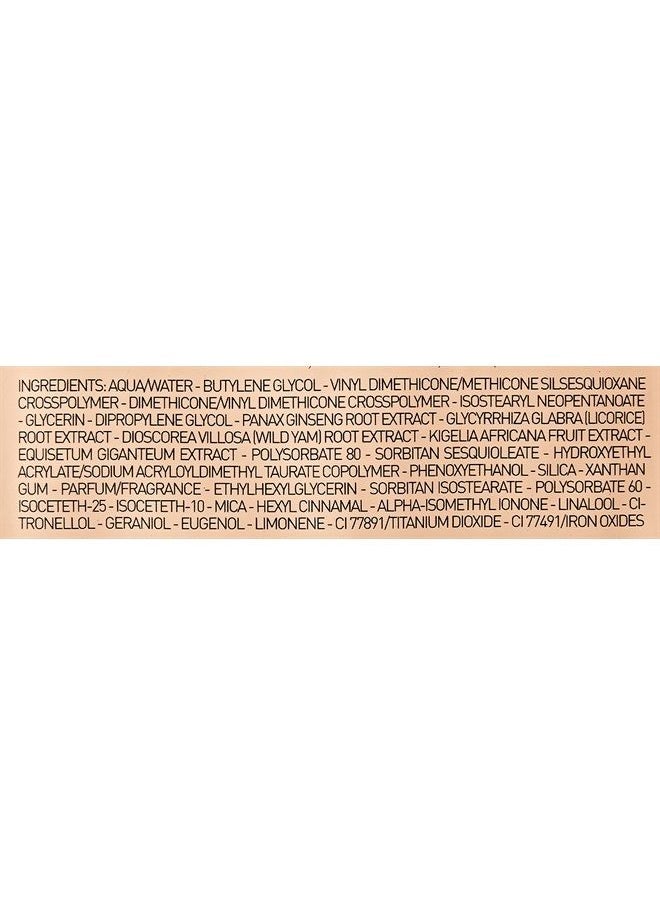 INGREDIENTS: AQUA/WATER - BUTYLENE GLYCOL - VINYL DIMETHICONE/METHICONE SILSESQUIOXANE
CROSSPOLYMER - DIMETHICONE/VINYL DIMETHICONE CROSSPOLYMER - ISOSTEARYL NEOPENTANOATE
- GLYCERIN - DIPROPYLENE GLYCOL - PANAX GINSENG ROOT EXTRACT - GLYCYRRHIZA GLABRA (LICORICE)
ROOT EXTRACT - DIOSCOREA VILLOSA (WILD YAM) ROOT EXTRACT - KIGELIA AFRICANA FRUIT EXTRACT -
EQUISETUM GIGANTEUM EXTRACT - POLYSORBATE 80 - SORBITAN SESQUIOLEATE - HYDROXYETHYL
ACRYLATE/SODIUM ACRYLOYLDIMETHYL TAURATE COPOLYMER - PHENOXYETHANOL - SILICA - XANTHAN
GUM - PARFUM/FRAGRANCE - ETHYLHEXYLGLYCERIN - SORBITAN ISOSTEARATE - POLYSORBATE 60 -
ISOCETETH-25 - ISOCETETH-10 - MICA - HEXYL CINNAMAL - ALPHA-ISOMETHYL IONONE - LINALOOL - CI-
TRONELLOL - GERANIOL - EUGENOL - LIMONENE - CI 77891/TITANIUM DIOXIDE - CI 77491/IRON OXIDES